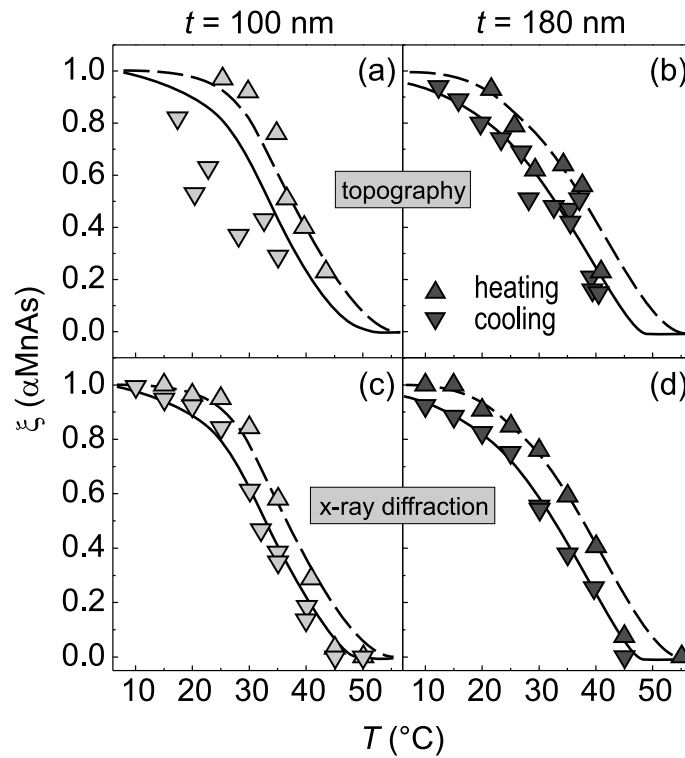 t = 100 nm
t = 180 nm
(a)
(b)
1.0
0.8
0.6
0.4
0.2
0.0
topography
heating
cooling
(c)
(d)
1.0
0.8
0.6
0.4
0.2
0.0
x-ray diffraction
ξ (αMnAs)
10 20 30 40 50
10 20 30 40 50
T (°C)